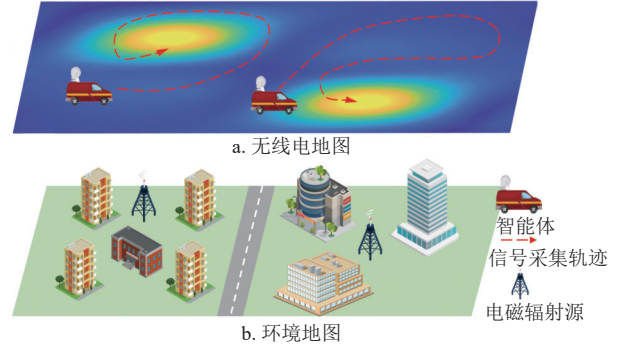 a. 无线电地图
智能体
信号采集轨迹
电磁辐射源
b. 环境地图